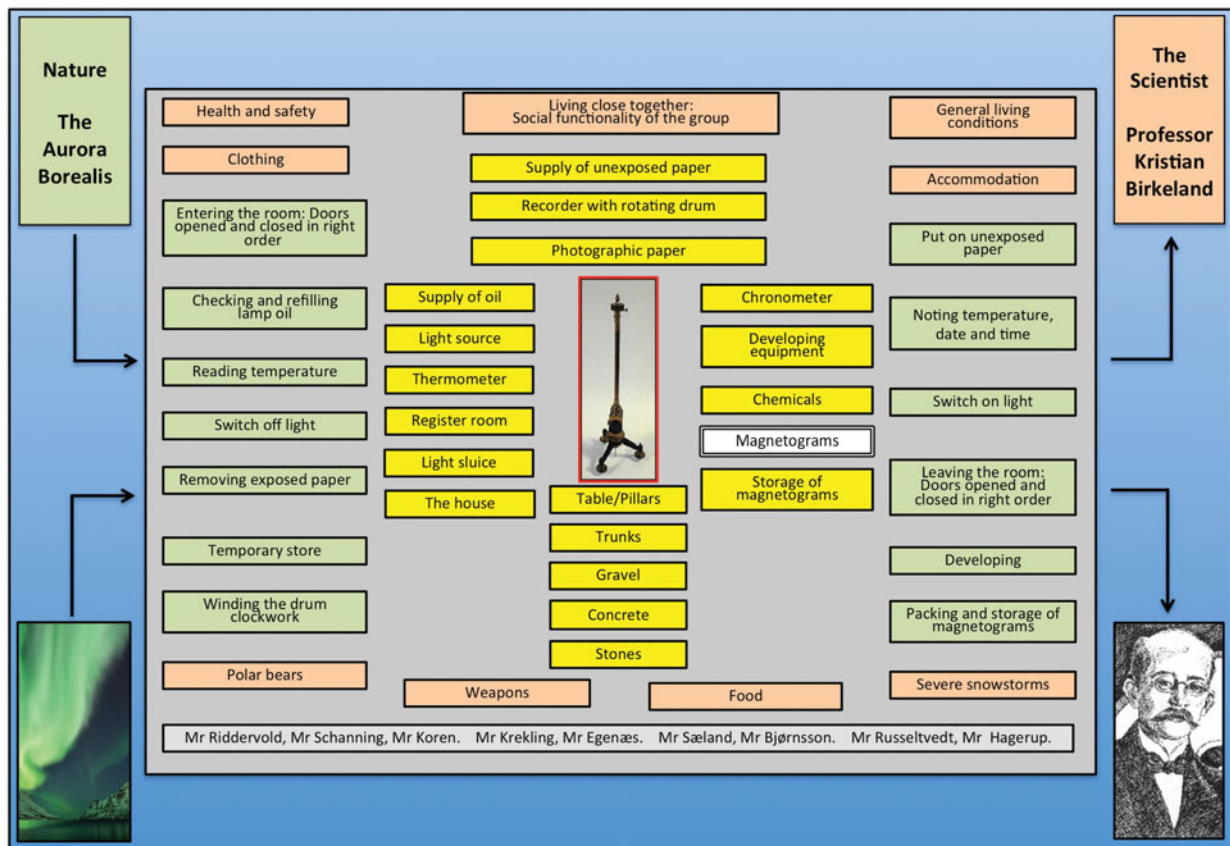 Nature
The
Aurora
Borealis
The
Scientist
Professor
Kristian
Birkeland
Health and safety
Clothing
Entering the room: Doors
opened and closed in right
order
Checking and refilling
lamp oil
Reading temperature
Switch off light
Removing exposed paper
Temporary store
Winding the drum
clockwork
Polar bears
Living close together:
Social functionality of the group
Supply of unexposed paper
Recorder with rotating drum
Photographic paper
Supply of oil
Light source
Thermometer
Register room
Light sluice
The house
Table/Pillars
Trunks
Gravel
Concrete
Stones
Weapons
Food
Chronometer
Developing
equipment
Chemicals
Magnetograms
Storage of
magnetograms
General living
conditions
Accommodation
Put on unexposed
paper
Noting temperature,
date and time
Switch on light
Leaving the room:
Doors opened and
closed in right order
Developing
Packing and storage of
magnetograms
Severe snowstorms
Mr Riddervold, Mr Schanning, Mr Koren. Mr Krekling, Mr Egenæs. Mr Sæland, Mr Bjørnsson. Mr Russeltvedt, Mr Hagerup.